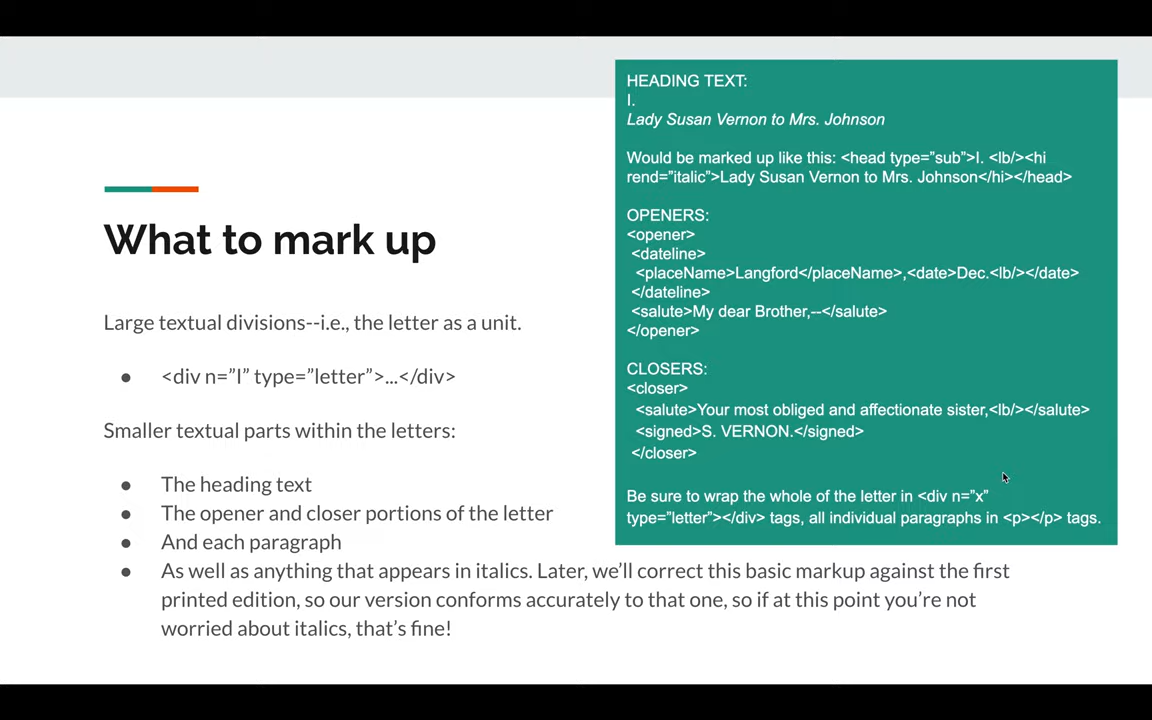 What to mark up
Large textual divisions--i.e., the letter as a unit.
● <div n=”I” type=”letter”>...</div>
Smaller textual parts within the letters:
● The heading text
● The opener and closer portions of the letter
● And each paragraph
● As well as anything that appears in italics. Later, we’ll correct this basic markup against the first
printed edition, so our version conforms accurately to that one, so if at this point you’re not
worried about italics, that’s fine!
HEADING TEXT:
I.
Lady Susan Vernon to Mrs. Johnson
Would be marked up like this: <head type=”sub”>I. <lb/><hi
rend=”italic”>Lady Susan Vernon to Mrs. Johnson</hi></head>
OPENERS:
<opener>
<dateline>
<placeName>Langford</placeName>,<date>Dec.<lb/></date>
</dateline>
<salute>My dear Brother,--</salute>
</opener>
CLOSERS:
<closer>
<salute>Your most obliged and affectionate sister,<lb/></salute>
<signed>S. VERNON.</signed>
</closer>
Be sure to wrap the whole of the letter in <div n=”x”
type=”letter”></div> tags, all individual paragraphs in <p></p> tags.